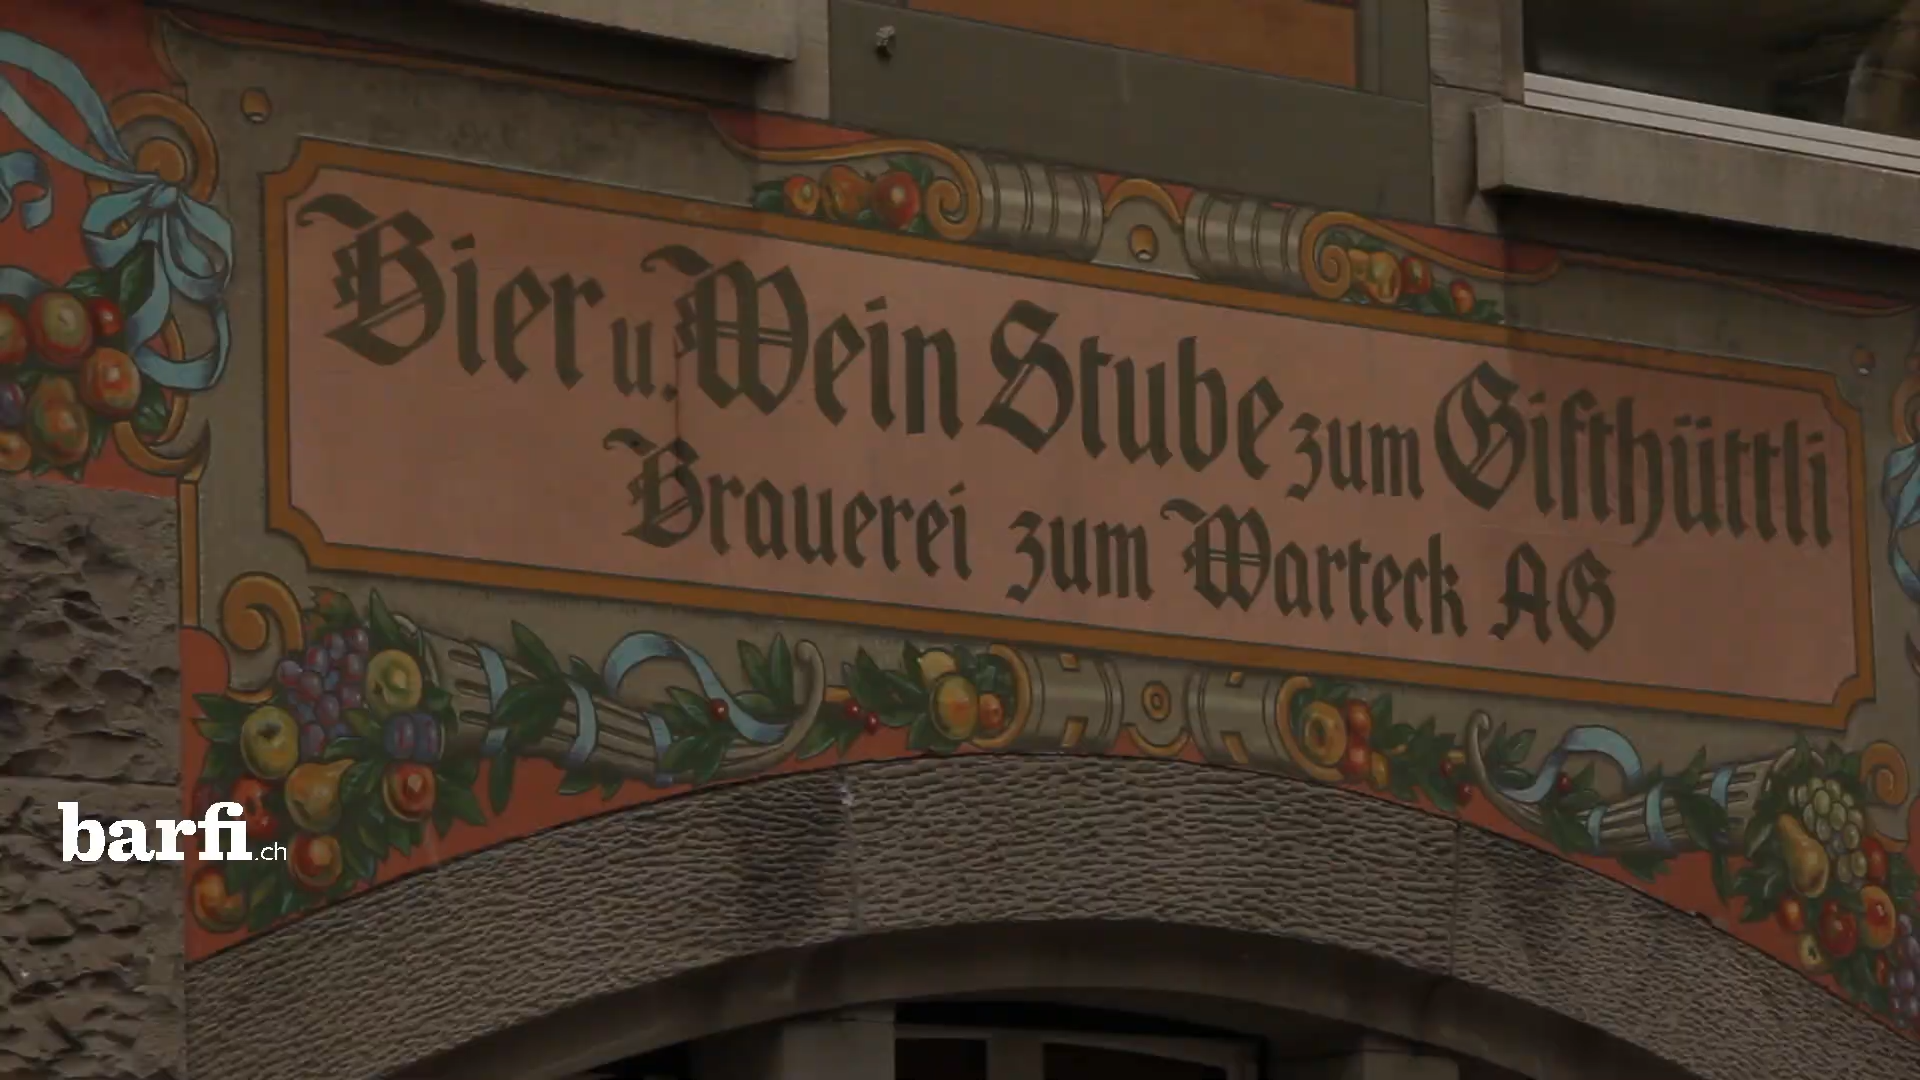 Bier u. Wein Stube zum Gifthüttli
Brauerei zum Warteck AG
barfi.ch